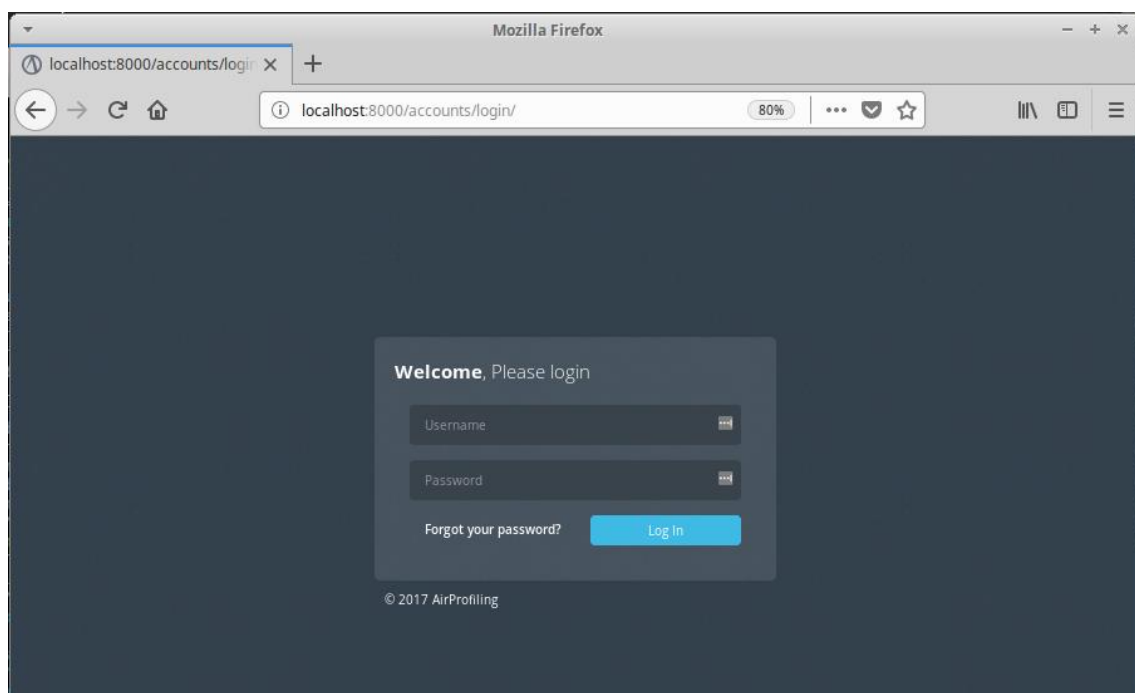 Mozilla Firefox
localhost:8000/accounts/login
localhost:8000/accounts/login/ 80%
Welcome, Please login
Username
Password
Forgot your password? Log In
© 2017 AirProfiling